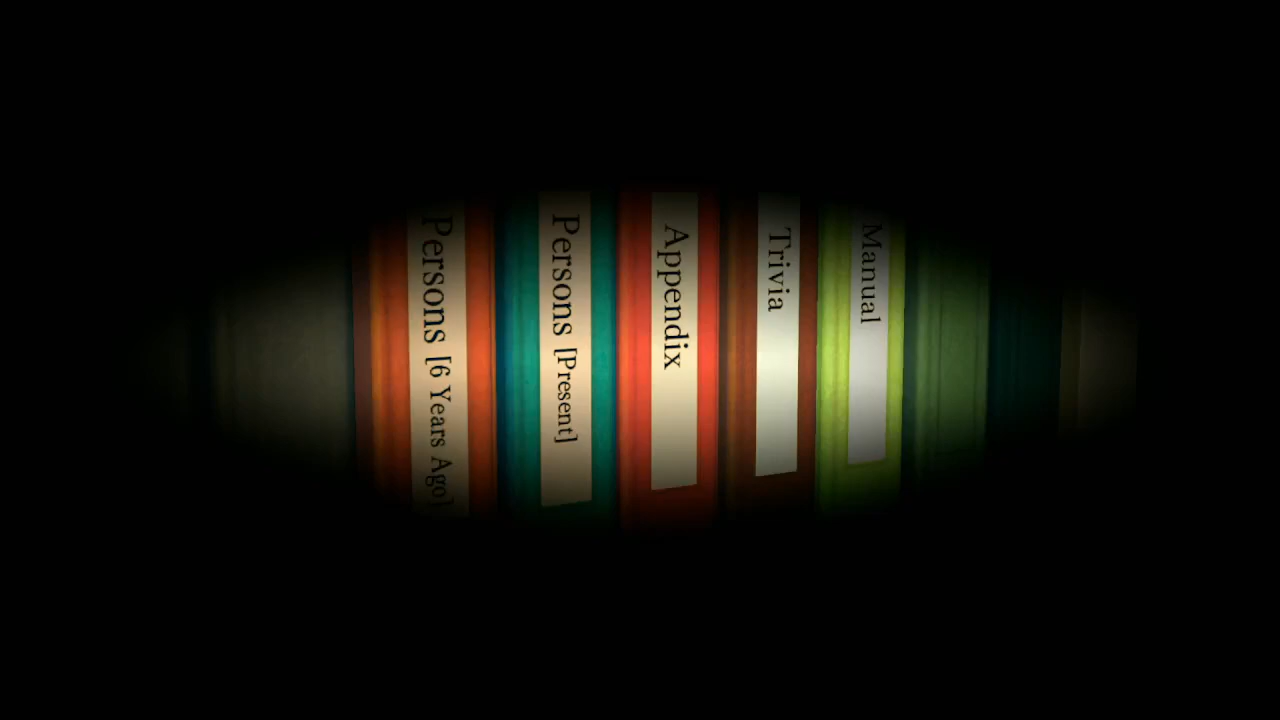 Persons [6 Years Ago]
Persons [Present]
Appendix
Trivia
Manual